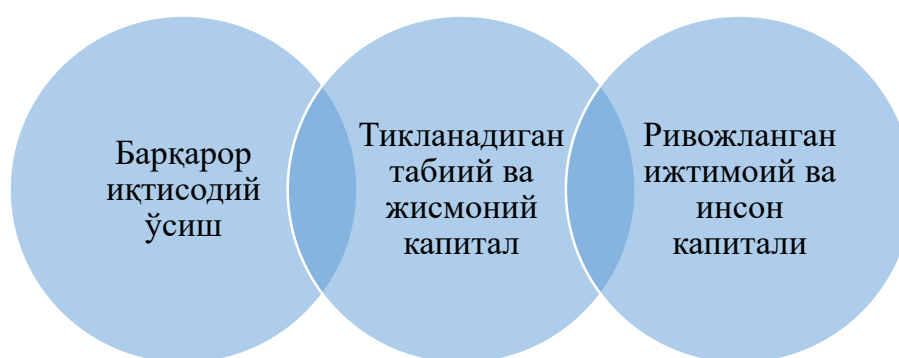 Барқарор
иқтисодий
ўсиш
Тикланадиган
табиий ва
жисмоний
капитал
Ривожланган
ижтимоий ва
инсон
капитали